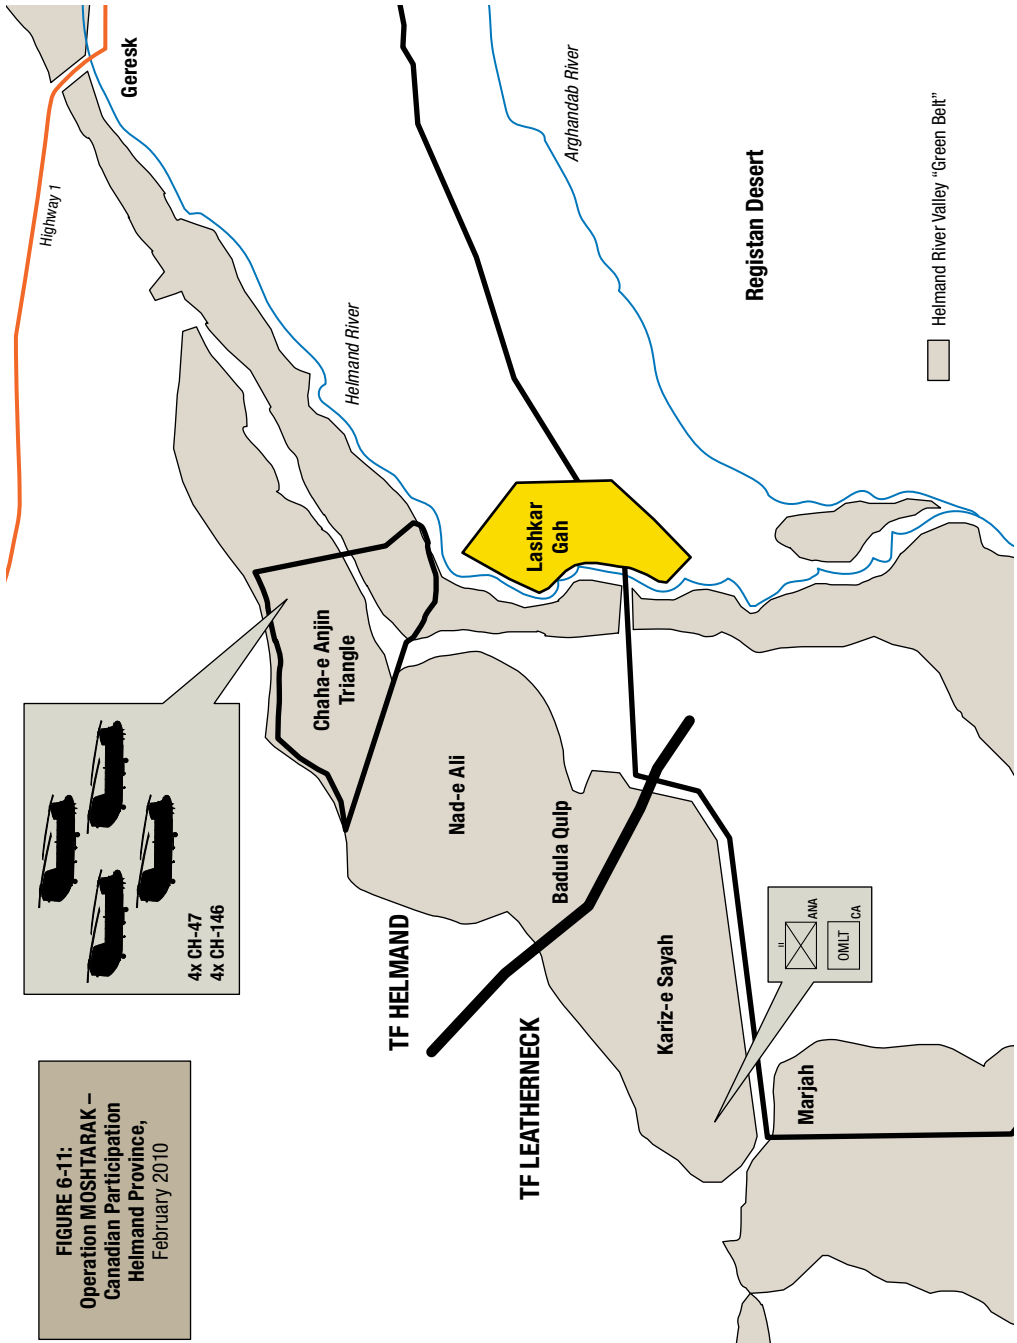 FIGURE 6-11:
Operation MOSHTARAK –
Canadian Participation
Helmand Province,
February 2010
4x CH-47
4x CH-146
Highway 1
Geresk
Helmand River
Arghandab River
Registan Desert
Helmand River Valley “Green Belt”
Chaha-e Anjin
Triangle
Lashkar
Gah
Nad-e Ali
Badula Qulp
TF HELMAND
TF LEATHERNECK
Kariz-e Sayah
Marjah
II
ANA
OMLT
CA